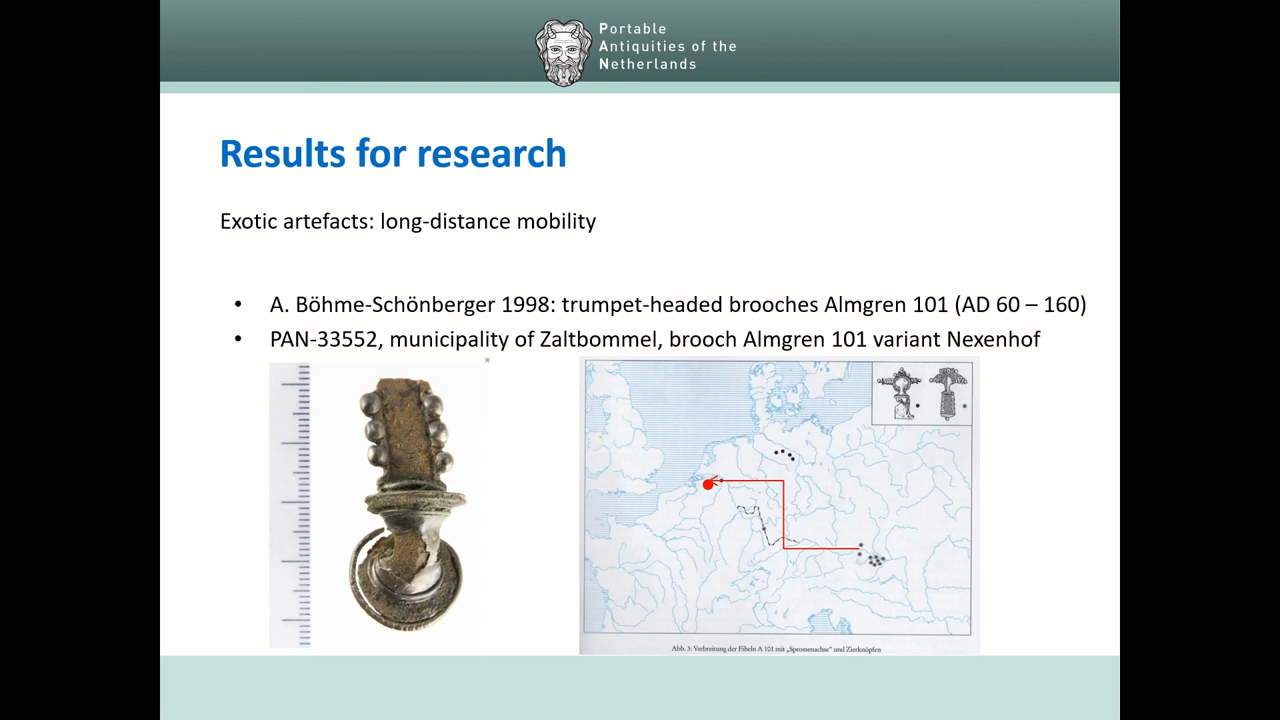 Portable
Antiquities of the
Netherlands
Results for research
Exotic artefacts: long-distance mobility
• A. Böhme-Schönberger 1998: trumpet-headed brooches Almgren 101 (AD 60 – 160)
• PAN-33552, municipality of Zaltbommel, brooch Almgren 101 variant Nexenhof
Abb. 3: Verbreitung der Fibeln A 101 mit „Sprossenachse" und Zierknöpfen